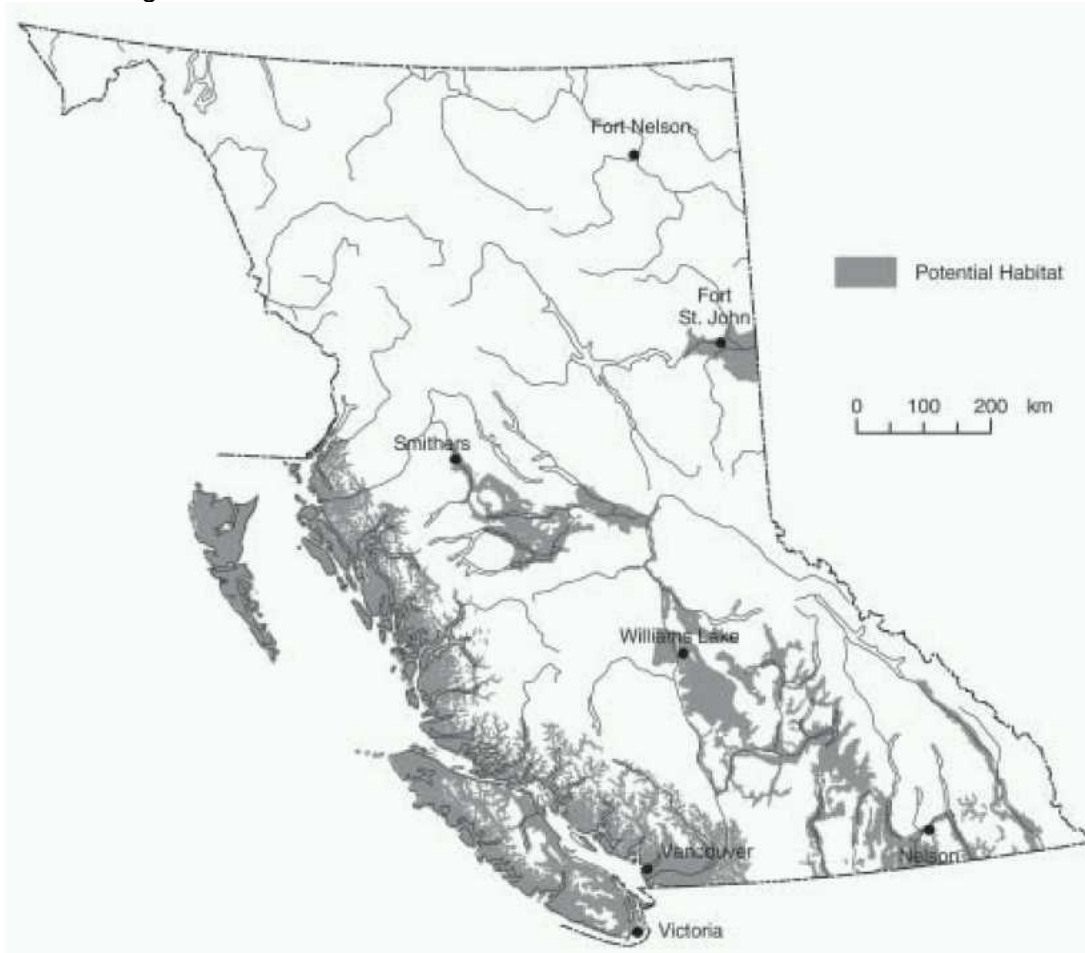 Fort Nelson
Potential Habitat
Fort
St. John
0 100 200 km
Smithers
Williams Lake
Nelson
Vancouver
Victoria